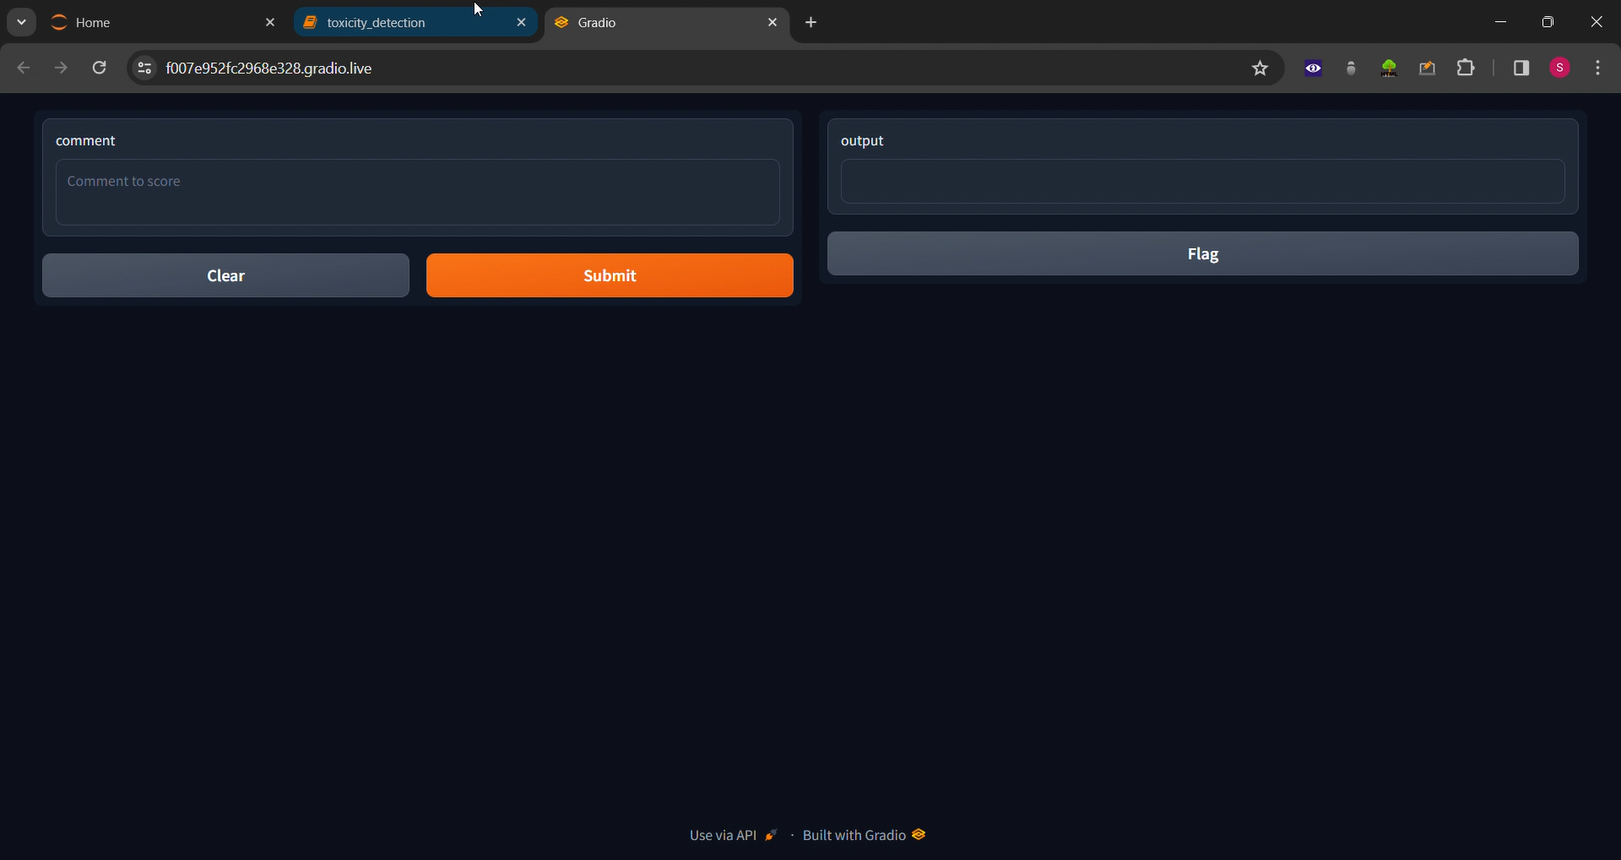 Home
toxicity_detection
Gradio
f007e952fc2968e328.gradio.live
S
comment
Comment to score
Clear
Submit
output
Flag
Use via API · Built with Gradio